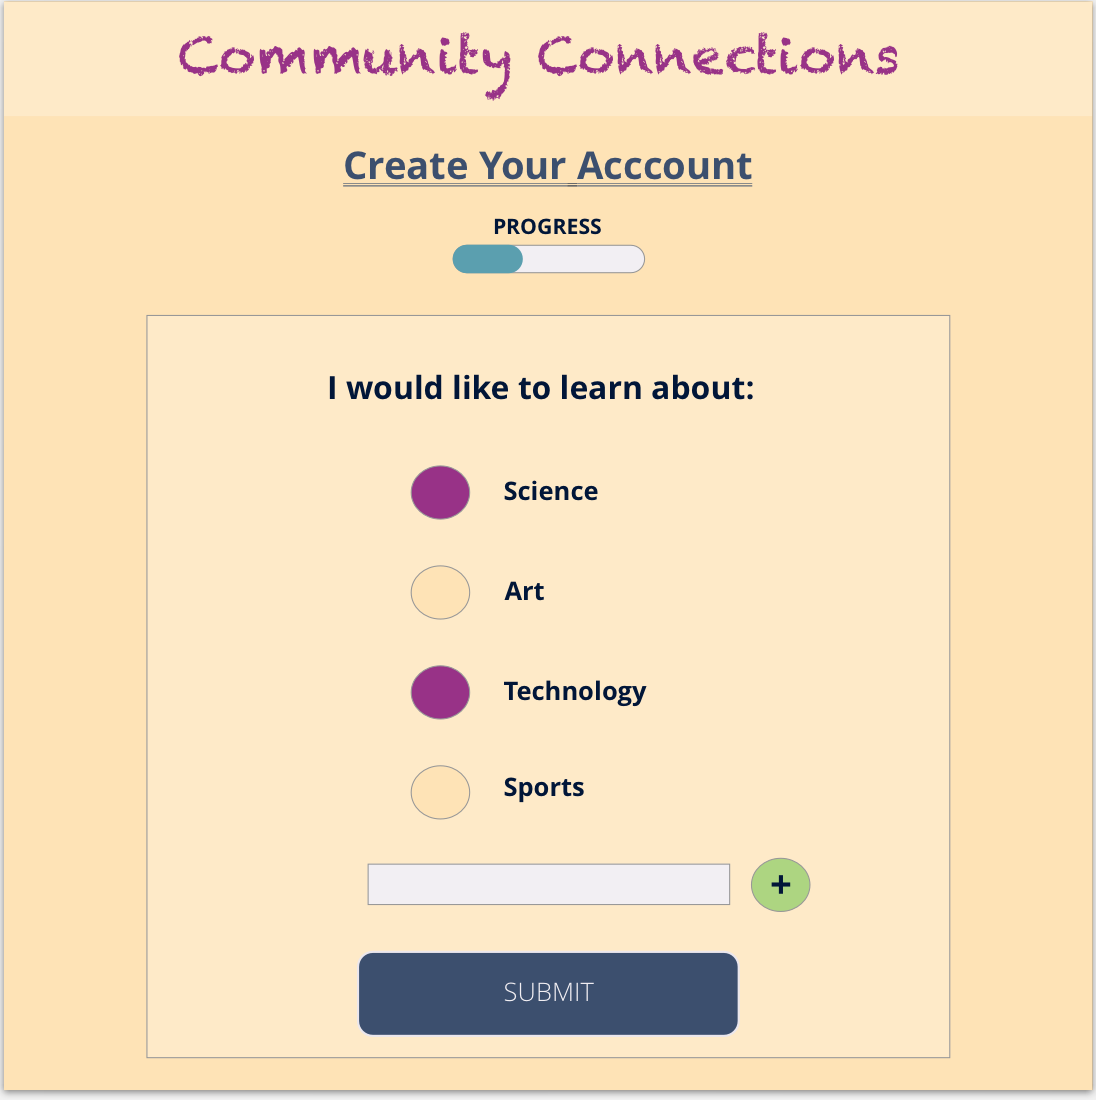 Community Connections
Create Your Acccount
PROGRESS
I would like to learn about:
Science
Art
Technology
Sports
+
SUBMIT